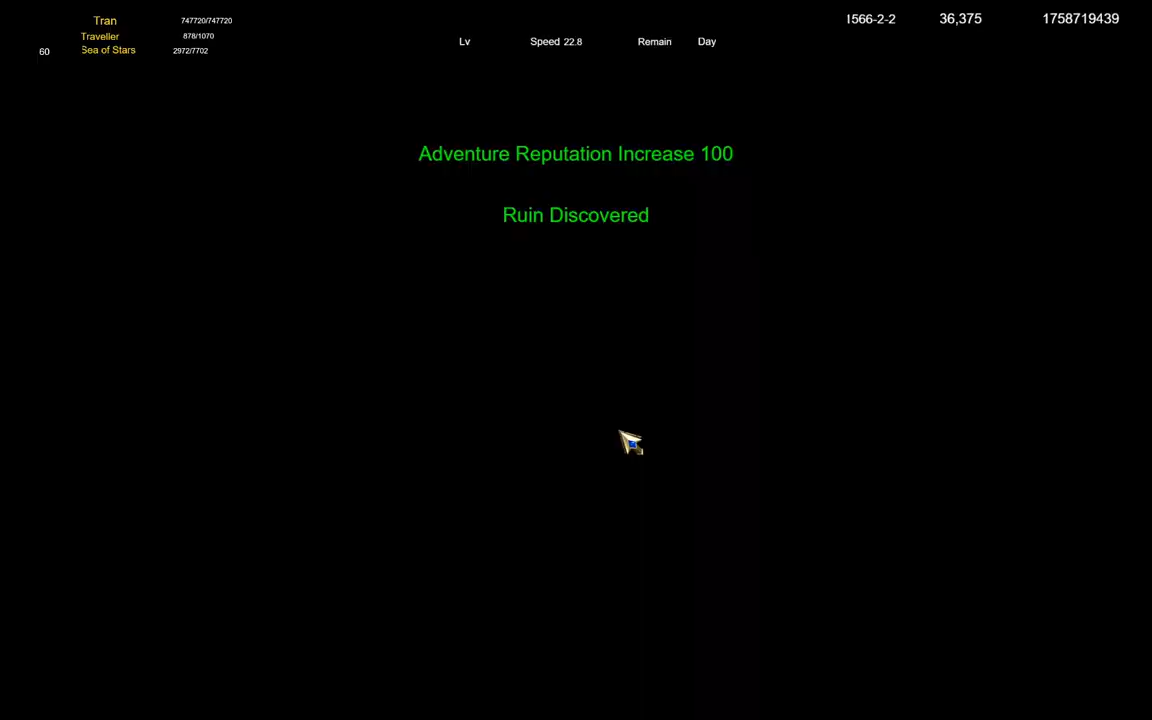 Tran 747720/747720
Traveller 878/1070
60 Sea of Stars 2972/7702
Lv Speed 22.8 Remain Day
1566-2-2 36,375 1758719439
Adventure Reputation Increase 100
Ruin Discovered